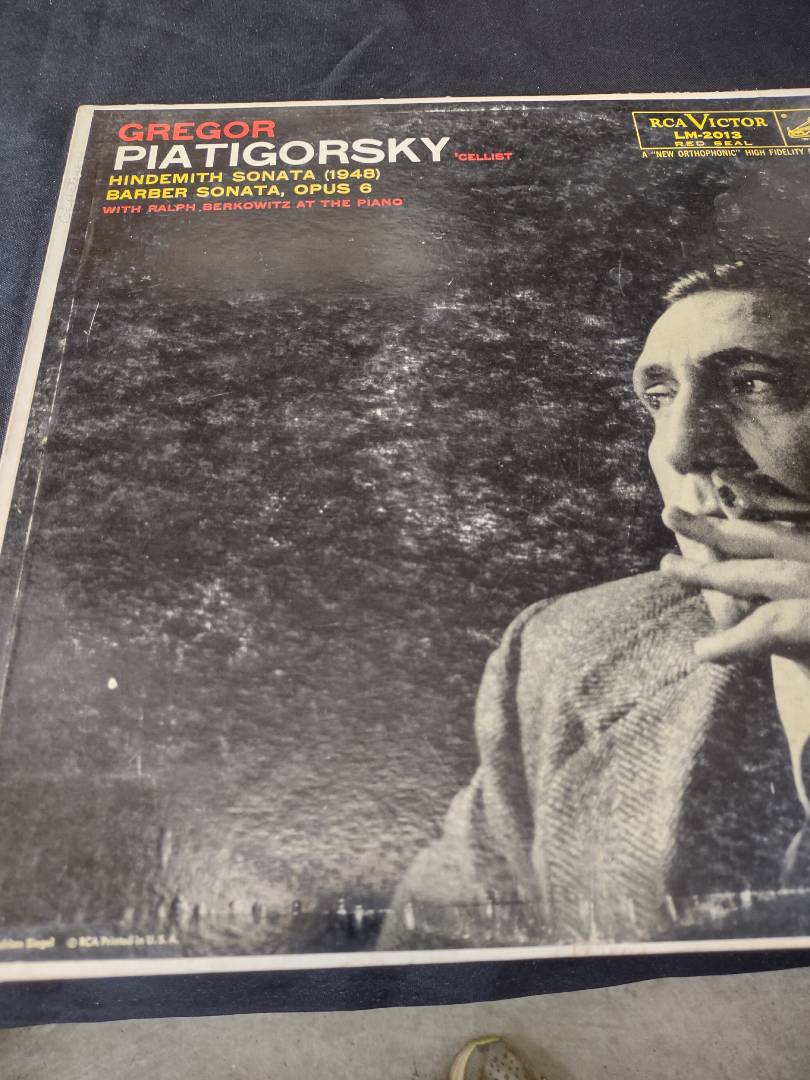 GREGOR
PIATIGORSKY 'CELLIST
HINDEMITH SONATA (1948)
BARBER SONATA, OPUS 6
WITH RALPH BERKOWITZ AT THE PIANO
RCA VICTOR
LM-2013
RED SEAL
A "NEW ORTHOPHONIC" HIGH FIDELITY
Siegel © RCA Printed in U.S.A.